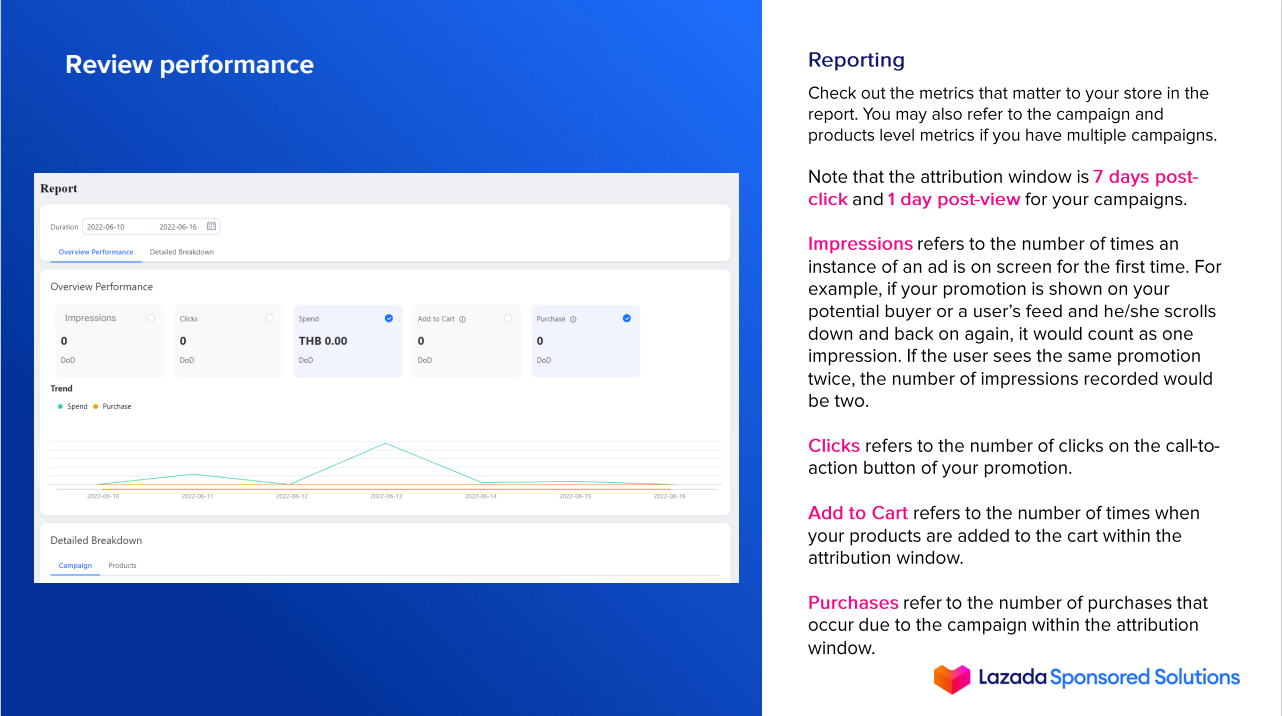 Review performance
Report
Duration 2022-06-10 - 2022-06-16
Overview Performance Detailed Breakdown
Overview Performance
Impressions Clicks Spend Add to Cart Purchase
0 0 THB 0.00 0 0
DoD DoD DoD DoD DoD
Trend
Spend Purchase
2022-06-10 2022-06-11 2022-06-12 2022-06-13 2022-06-14 2022-06-15 2022-06-16
Detailed Breakdown
Campaign Products
Reporting
Check out the metrics that matter to your store in the
report. You may also refer to the campaign and
products level metrics if you have multiple campaigns.
Note that the attribution window is 7 days post-
click and 1 day post-view for your campaigns.
Impressions refers to the number of times an
instance of an ad is on screen for the first time. For
example, if your promotion is shown on your
potential buyer or a user’s feed and he/she scrolls
down and back on again, it would count as one
impression. If the user sees the same promotion
twice, the number of impressions recorded would
be two.
Clicks refers to the number of clicks on the call-to-
action button of your promotion.
Add to Cart refers to the number of times when
your products are added to the cart within the
attribution window.
Purchases refer to the number of purchases that
occur due to the campaign within the attribution
window.
Lazada Sponsored Solutions